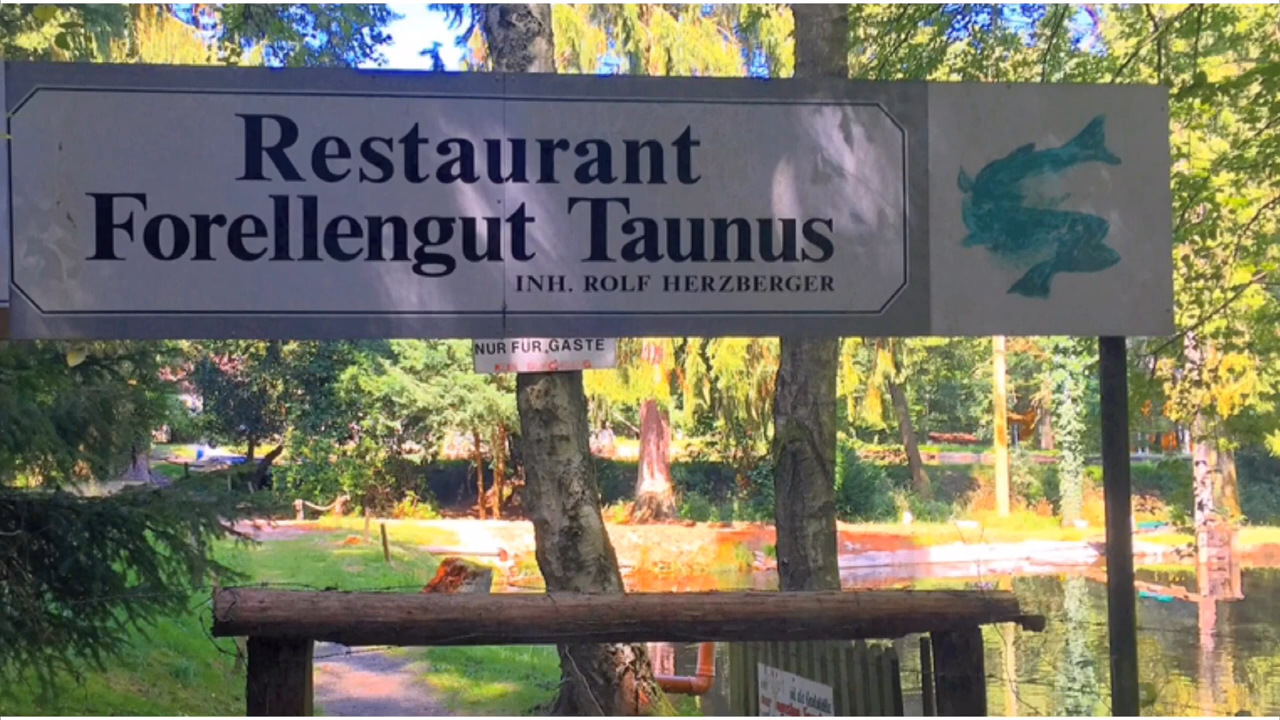 Restaurant
Forellengut Taunus
INH. ROLF HERZBERGER
NUR FÜR GÄSTE